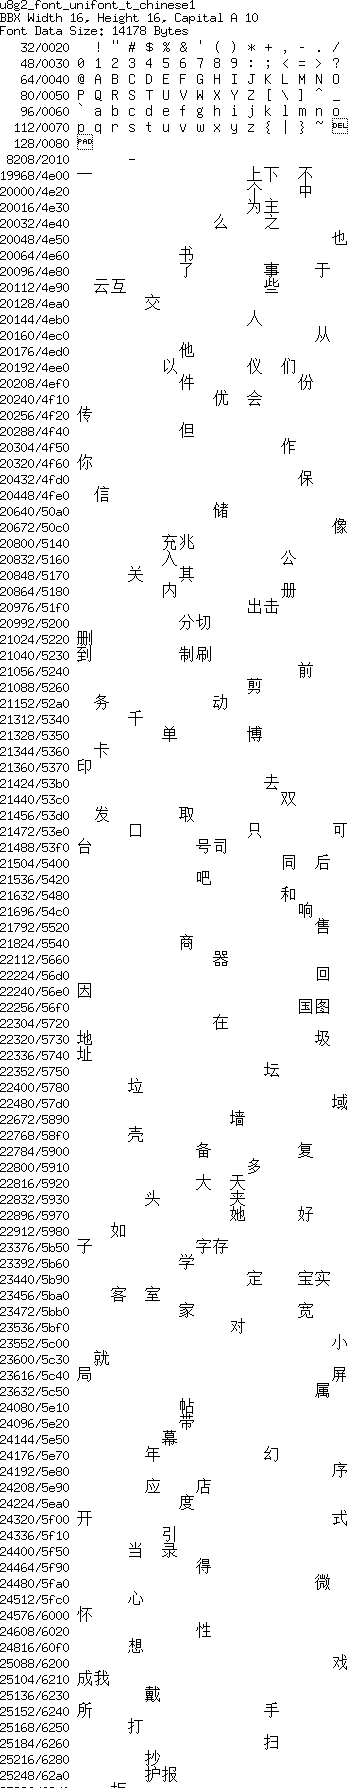 u8g2_font_unifont_t_chinese1
BBX Width 16, Height 16, Capital A 10
Font Data Size: 14178 Bytes
32/0020 ! " # $ % & ' ( ) * + , - . /
48/0030 0 1 2 3 4 5 6 7 8 9 : ; < = > ?
64/0040 @ A B C D E F G H I J K L M N O
80/0050 P Q R S T U V W X Y Z [ \ ] ^ _
96/0060 ` a b c d e f g h i j k l m n o
112/0070 p q r s t u v w x y z { | } ~ DEL
128/0080 PAD
8208/2010 –
19968/4e00 一 上下 不
20000/4e20 个 中
20016/4e30 为主
20032/4e40 么 之
20048/4e50 也
20064/4e60 书
20096/4e80 了 事 于
20112/4e90 云互 些
20128/4ea0 交
20144/4eb0 人
20160/4ec0 从
20176/4ed0 他
20192/4ee0 以 仪 们
20208/4ef0 件 份
20240/4f10 优 会
20256/4f20 传
20288/4f40 但
20304/4f50 作
20320/4f60 你
20432/4fd0 保
20448/4fe0 信
20640/50a0 储
20672/50c0 像
20800/5140 充兆
20832/5160 入 公
20848/5170 关 其
20864/5180 内 册
20976/51f0 出击
20992/5200 分切
21024/5220 删
21040/5230 到 制刷
21056/5240 前
21088/5260 剪
21152/52a0 务 动
21312/5340 千
21328/5350 单 博
21344/5360 卡
21360/5370 印
21424/53b0 去
21440/53c0 双
21456/53d0 发 取
21472/53e0 口 只 可
21488/53f0 台 号司
21504/5400 同 后
21536/5420 吧
21632/5480 和
21696/54c0 响
21792/5520 售
21824/5540 商
22112/5660 器
22224/56d0 回
22240/56e0 因
22256/56f0 国图
22304/5720 在
22320/5730 地 圾
22336/5740 址
22352/5750 坛
22400/5780 垃
22480/57d0 域
22672/5890 墙
22768/58f0 壳
22784/5900 备 复
22800/5910 多
22816/5920 大 天
22832/5930 头 夹
22896/5970 她 好
22912/5980 如
23376/5b50 子 字存
23392/5b60 学
23440/5b90 定 宝实
23456/5ba0 客 室
23472/5bb0 家 宽
23536/5bf0 对
23552/5c00 小
23600/5c30 就
23616/5c40 局 屏
23632/5c50 属
24080/5e10 帖
24096/5e20 带
24144/5e50 幕
24176/5e70 年 幻
24192/5e80 序
24208/5e90 应 店
24224/5ea0 度
24320/5f00 开 式
24336/5f10 引
24400/5f50 当 录
24464/5f90 得
24480/5fa0 微
24512/5fc0 心
24576/6000 怀
24608/6020 性
24816/60f0 想
25088/6200 戏
25104/6210 成我
25136/6230 戴
25152/6240 所 手
25168/6250 打
25184/6260 扫
25216/6280 抄
25248/62a0 护报